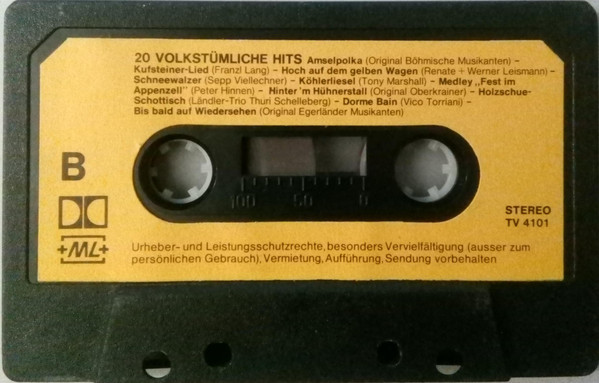 20 VOLKSTÜMLICHE HITS Amselpolka (Original Böhmische Musikanten) –
Kufsteiner-Lied (Franzl Lang) – Hoch auf dem gelben Wagen (Renate + Werner Leismann) –
Schneewalzer (Sepp Viellechner) – Köhlerliesel (Tony Marshall) – Medley „Fest im
Appenzell" (Peter Hinnen) – Hinter 'm Hühnerstall (Original Oberkrainer) – Holzschue-
Schottisch (Ländler-Trio Thuri Schelleberg) – Dorme Bain (Vico Torriani) –
Bis bald auf Wiedersehen (Original Egerländer Musikanten)
B
100 50 0
STEREO
TV 4101
+ML+
Urheber- und Leistungsschutzrechte, besonders Vervielfältigung (ausser zum
persönlichen Gebrauch), Vermietung, Aufführung, Sendung vorbehalten